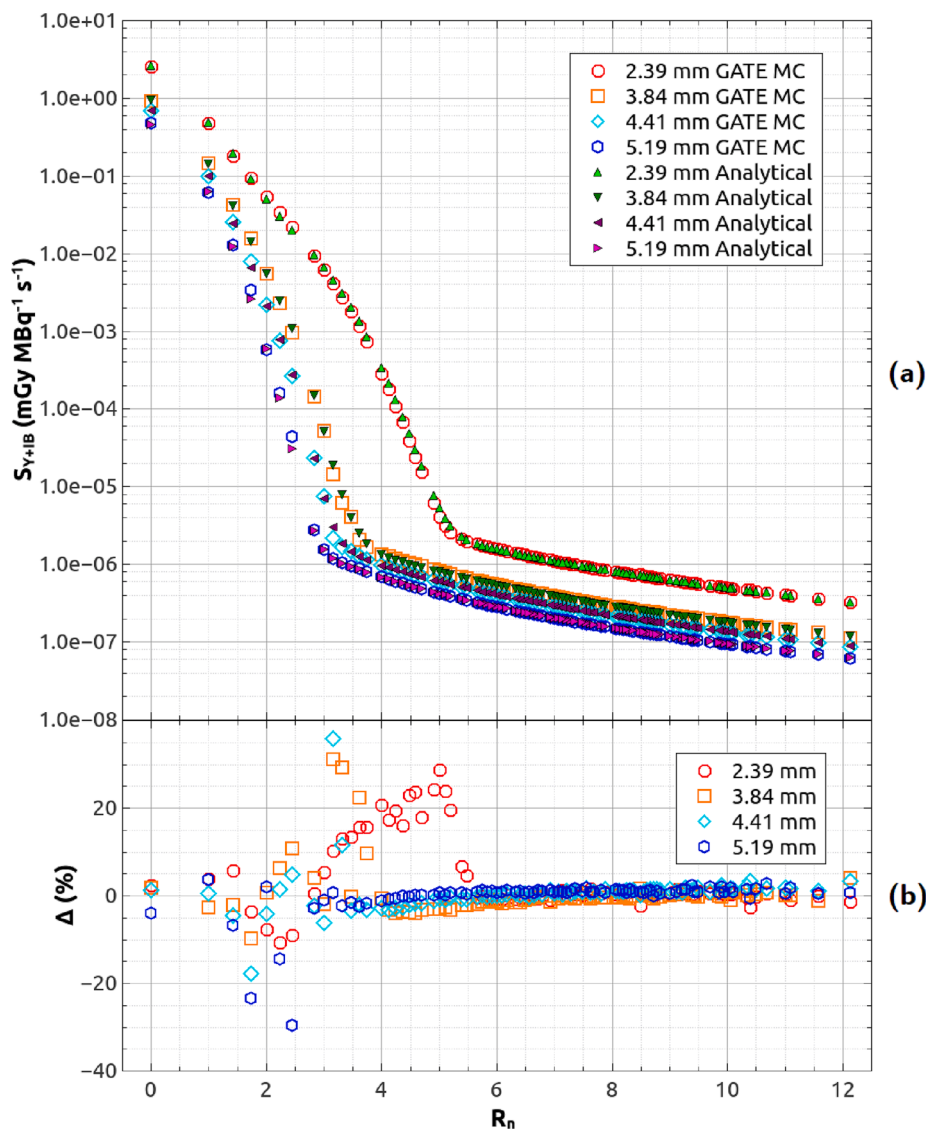 1.0e+01
1.0e+00
1.0e-01
1.0e-02
1.0e-03
1.0e-04
1.0e-05
1.0e-06
1.0e-07
1.0e-08
S_Y+IB (mGy MBq⁻¹ s⁻¹)
2.39 mm GATE MC
3.84 mm GATE MC
4.41 mm GATE MC
5.19 mm GATE MC
2.39 mm Analytical
3.84 mm Analytical
4.41 mm Analytical
5.19 mm Analytical
(a)
20
0
−20
−40
Δ (%)
2.39 mm
3.84 mm
4.41 mm
5.19 mm
(b)
0 2 4 6 8 10 12
Rₙ